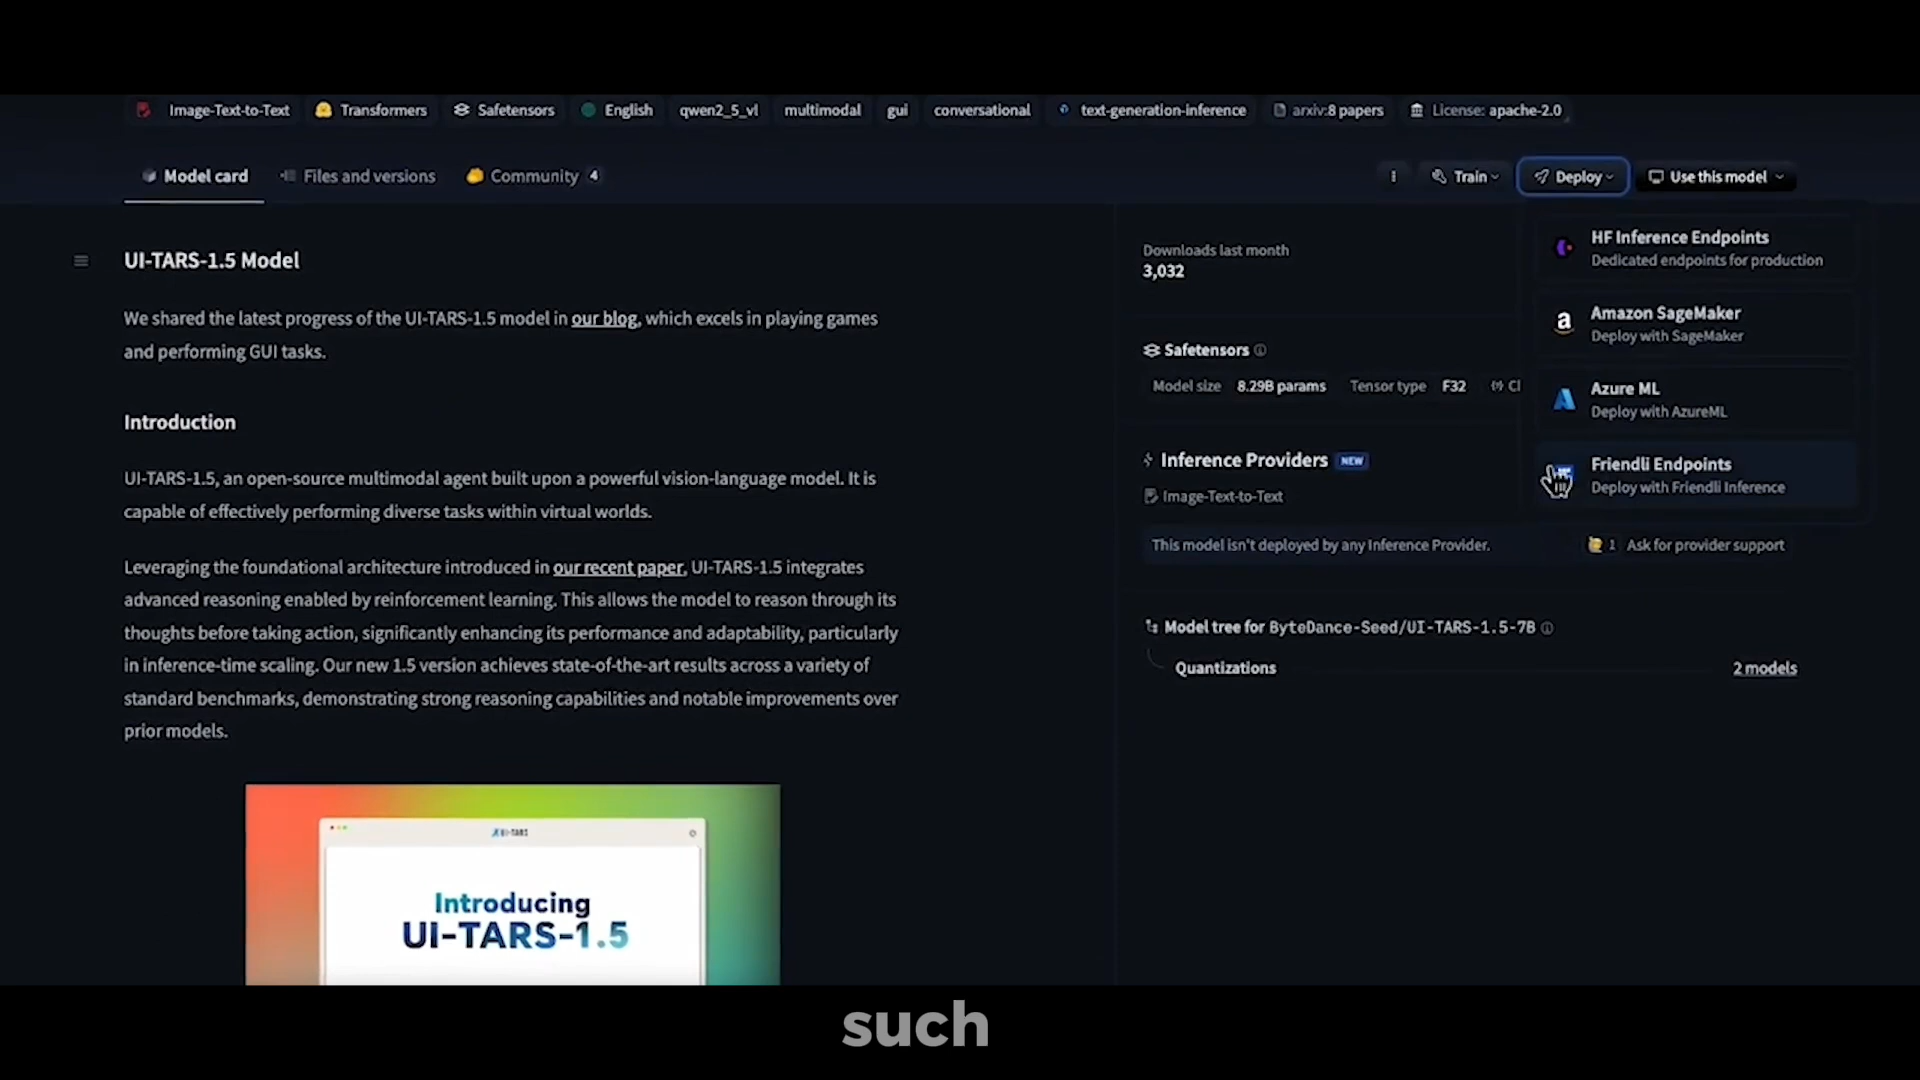 Image-Text-to-Text Transformers Safetensors English qwen2_5_vl multimodal gui conversational text-generation-inference arxiv:8 papers License: apache-2.0
Model card Files and versions Community 4 Train Deploy Use this model
UI-TARS-1.5 Model
We shared the latest progress of the UI-TARS-1.5 model in our blog, which excels in playing games
and performing GUI tasks.
Introduction
UI-TARS-1.5, an open-source multimodal agent built upon a powerful vision-language model. It is
capable of effectively performing diverse tasks within virtual worlds.
Leveraging the foundational architecture introduced in our recent paper, UI-TARS-1.5 integrates
advanced reasoning enabled by reinforcement learning. This allows the model to reason through its
thoughts before taking action, significantly enhancing its performance and adaptability, particularly
in inference-time scaling. Our new 1.5 version achieves state-of-the-art results across a variety of
standard benchmarks, demonstrating strong reasoning capabilities and notable improvements over
prior models.
UI-TARS
Introducing
UI-TARS-1.5
Downloads last month
3,032
Safetensors
Model size 8.29B params Tensor type F32
Inference Providers NEW
Image-Text-to-Text
This model isn't deployed by any Inference Provider. 1 Ask for provider support
Model tree for ByteDance-Seed/UI-TARS-1.5-7B
Quantizations 2 models
HF Inference Endpoints
Dedicated endpoints for production
Amazon SageMaker
Deploy with SageMaker
Azure ML
Deploy with AzureML
Friendli Endpoints
Deploy with Friendli Inference
such